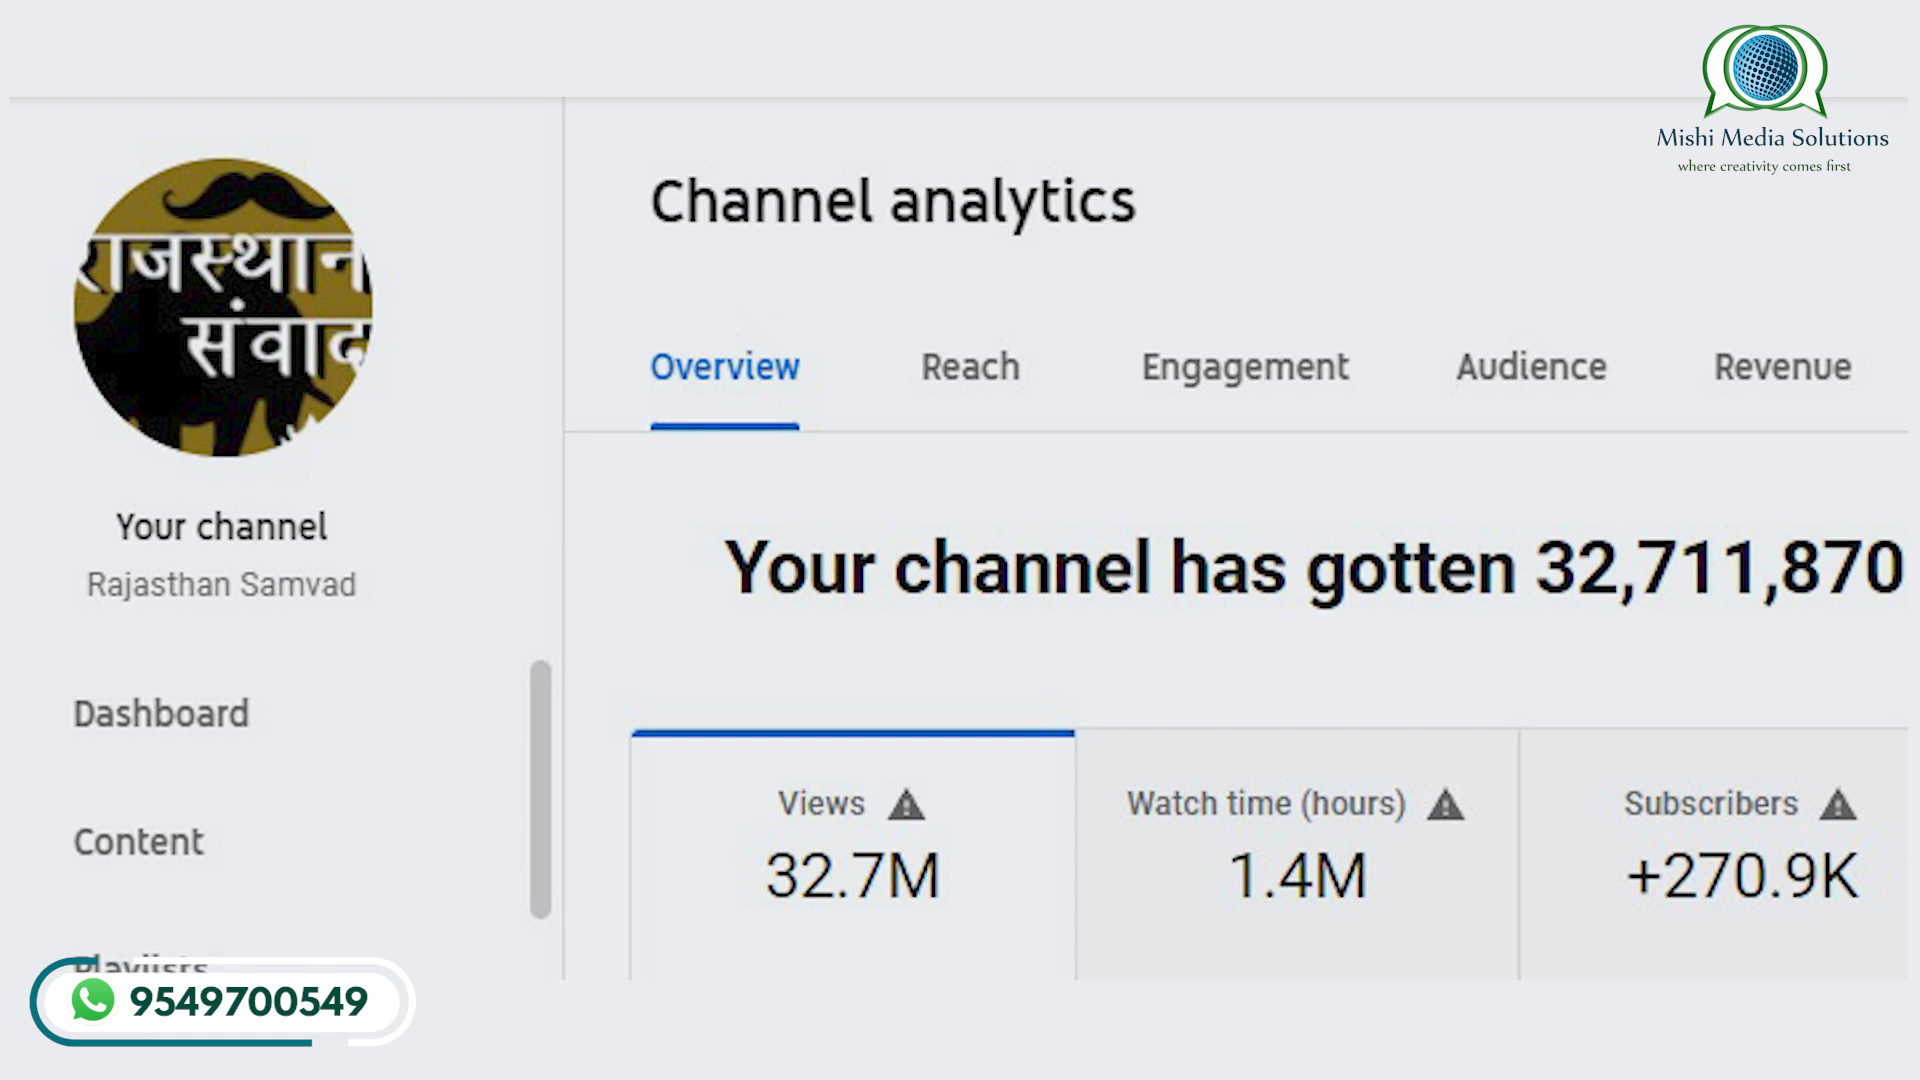 Mishi Media Solutions
where creativity comes first
राजस्थान
संवाद
Your channel
Rajasthan Samvad
Dashboard
Content
Playlists
Channel analytics
Overview Reach Engagement Audience Revenue
Your channel has gotten 32,711,870
Views Watch time (hours) Subscribers
32.7M 1.4M +270.9K
9549700549